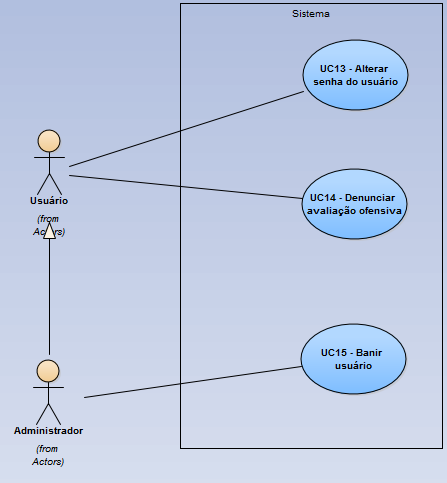 Sistema
UC13 - Alterar
senha do usuário
UC14 - Denunciar
avaliação ofensiva
Usuário
(from
Actors)
UC15 - Banir
usuário
Administrador
(from
Actors)